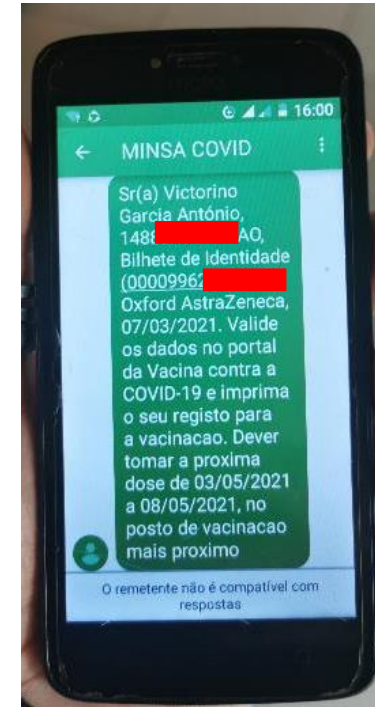 16:00
MINSA COVID
Sr(a) Victorino
Garcia António,
148 AO,
Bilhete de Identidade
(00009962
Oxford AstraZeneca,
07/03/2021. Valide
os dados no portal
da Vacina contra a
COVID-19 e imprima
o seu registo para
a vacinacao. Dever
tomar a proxima
dose de 03/05/2021
a 08/05/2021, no
posto de vacinacao
mais proximo
O remetente não é compatível com
respostas